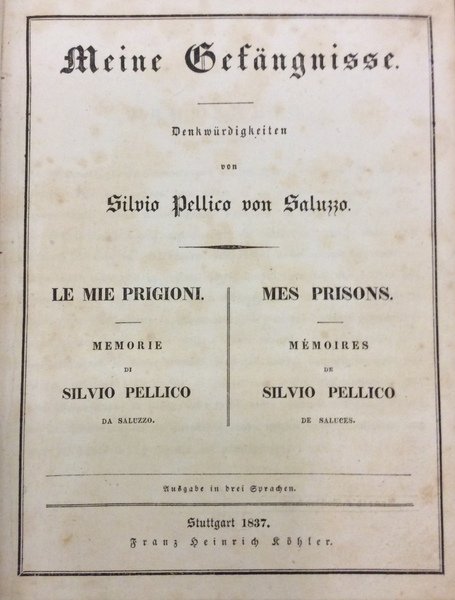 Meine Gefängnisse.
Denkwürdigkeiten
von
Silvio Pellico von Saluzzo.
LE MIE PRIGIONI.
MEMORIE
DI
SILVIO PELLICO
DA SALUZZO.
MES PRISONS.
MÉMOIRES
DE
SILVIO PELLICO
DE SALUCES.
Ausgabe in drei Sprachen.
Stuttgart 1837.
Franz Heinrich Köhler.